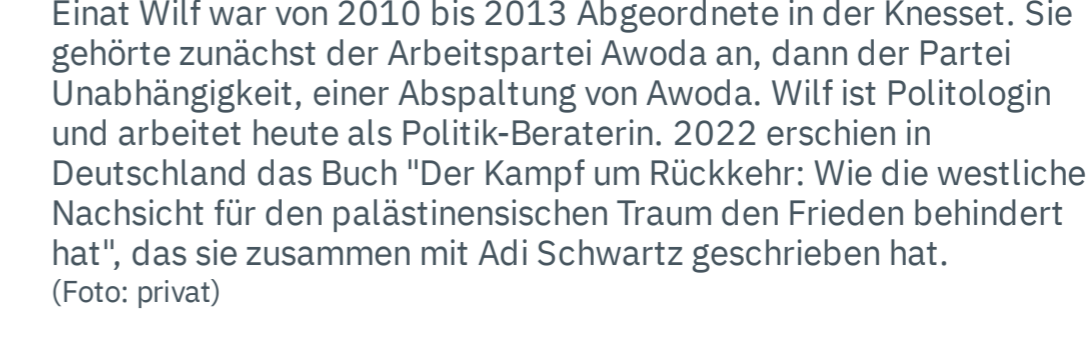 Einat Wilf war von 2010 bis 2013 Abgeordnete in der Knesset. Sie
gehörte zunächst der Arbeitspartei Awoda an, dann der Partei
Unabhängigkeit, einer Abspaltung von Awoda. Wilf ist Politologin
und arbeitet heute als Politik-Beraterin. 2022 erschien in
Deutschland das Buch "Der Kampf um Rückkehr: Wie die westliche
Nachsicht für den palästinensischen Traum den Frieden behindert
hat", das sie zusammen mit Adi Schwartz geschrieben hat.
(Foto: privat)